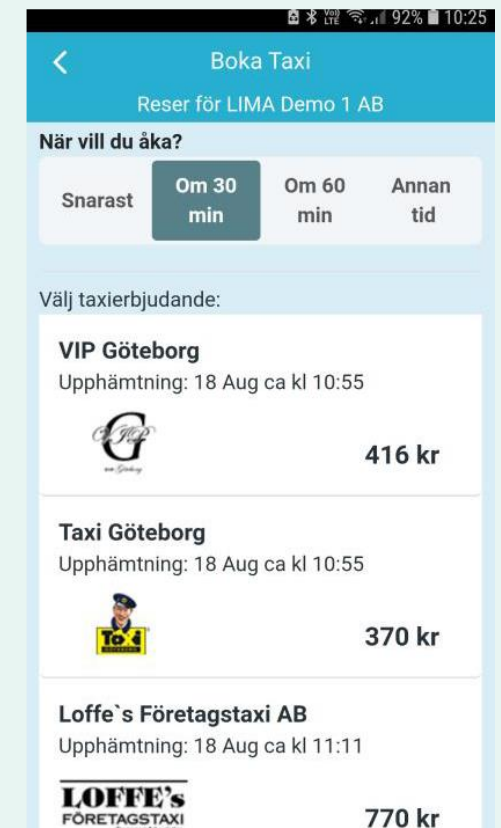 VoD LTE 92% 10:25
Boka Taxi
Reser för LIMA Demo 1 AB
När vill du åka?
Snarast
Om 30
min
Om 60
min
Annan
tid
Välj taxierbjudande:
VIP Göteborg
Upphämtning: 18 Aug ca kl 10:55
416 kr
Taxi Göteborg
Upphämtning: 18 Aug ca kl 10:55
Taxi
370 kr
Loffe`s Företagstaxi AB
Upphämtning: 18 Aug ca kl 11:11
LOFFE's
FÖRETAGSTAXI
770 kr